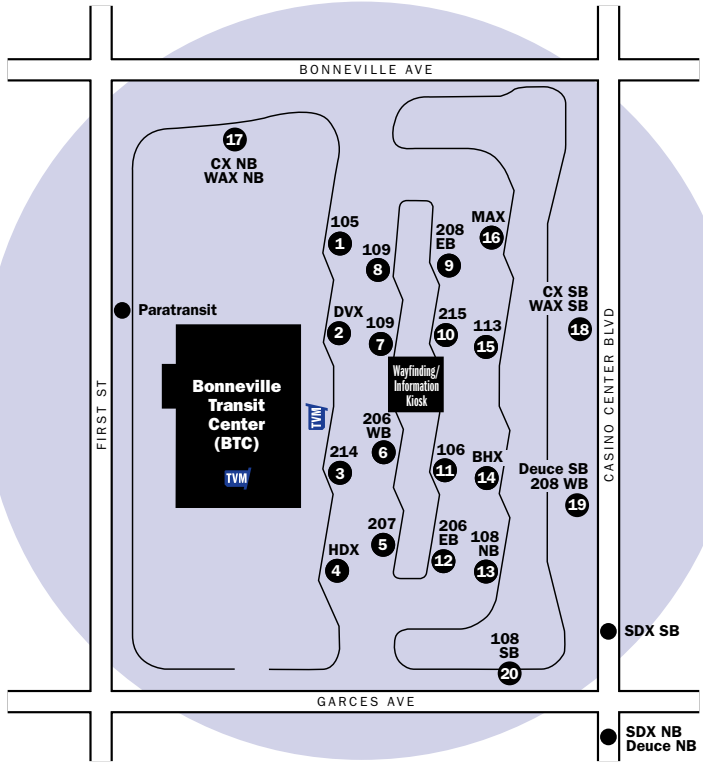 BONNEVILLE AVE
17
CX NB
WAX NB
105
1
109
8
208
EB
9
MAX
16
Paratransit
DVX
2
109
7
215
10
113
15
CX SB
WAX SB
18
FIRST ST
CASINO CENTER BLVD
Bonneville
Transit
Center
(BTC)
TVM
TVM
Wayfinding/
Information
Kiosk
214
3
206
WB
6
106
11
BHX
14
Deuce SB
208 WB
19
HDX
4
207
5
206
EB
12
108
NB
13
108
SB
20
SDX SB
GARCES AVE
SDX NB
Deuce NB